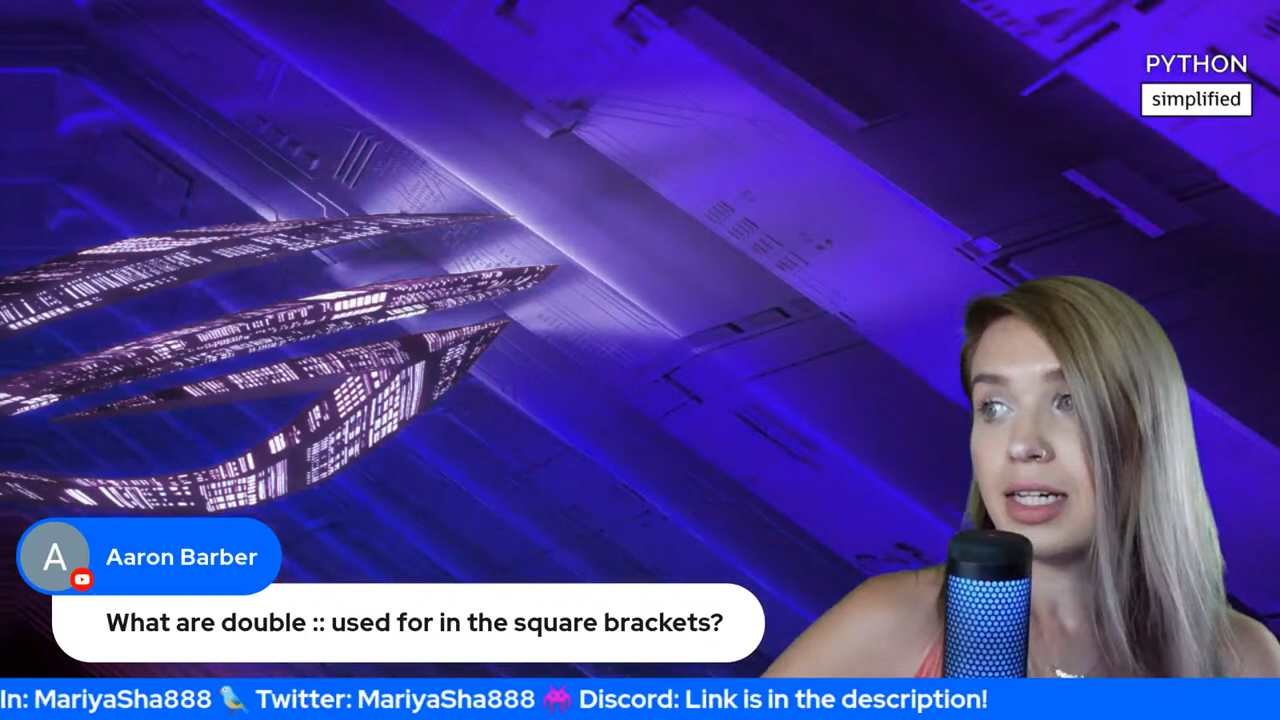 PYTHON
simplified
A
Aaron Barber
What are double :: used for in the square brackets?
In: MariyaSha888 🐦 Twitter: MariyaSha888 👾 Discord: Link is in the description!